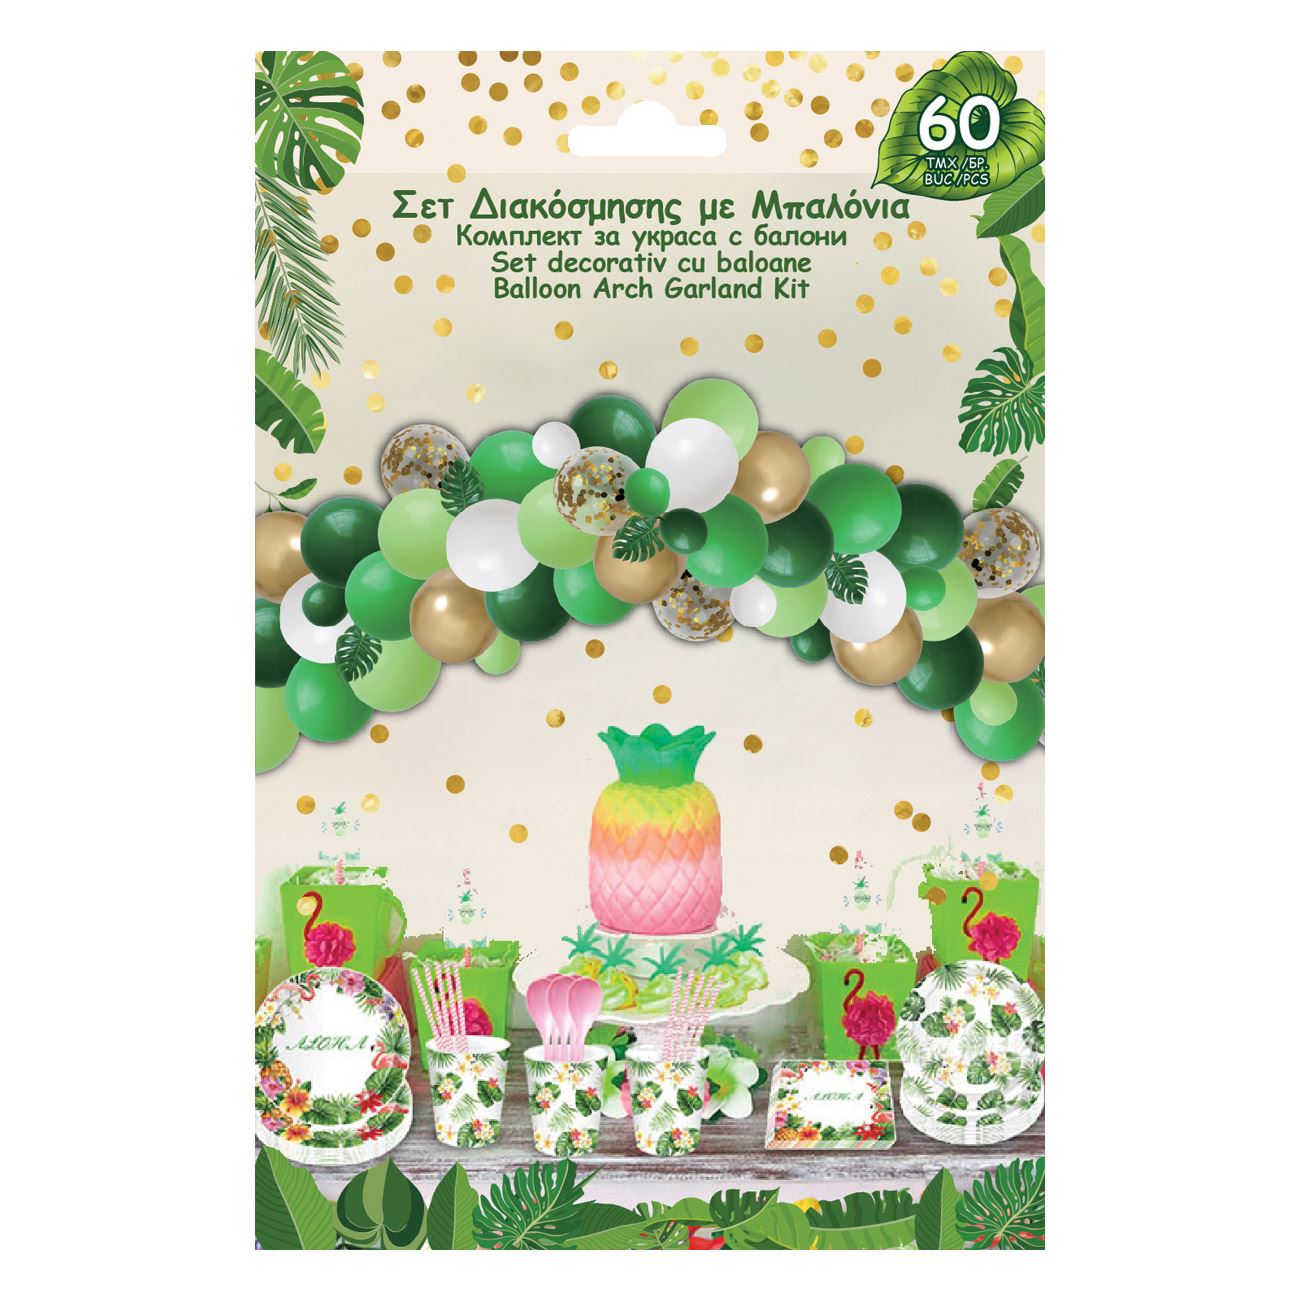 60
ΤΜΧ /БР.
BUC /PCS
Σετ Διακόσμησης με Μπαλόνια
Комплект за украса с балони
Set decorativ cu baloane
Balloon Arch Garland Kit
ALOHA
ALOHA